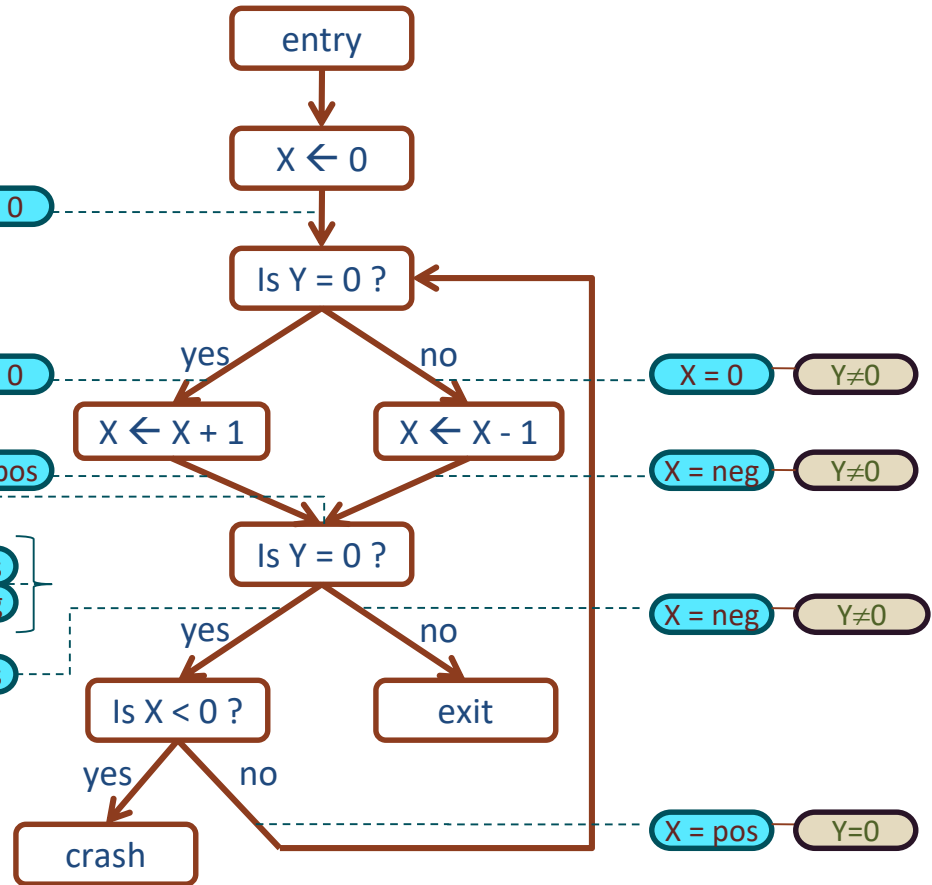 entry
X ← 0
0
Is Y = 0 ?
yes
no
0
X = 0
Y≠0
X ← X + 1
X ← X - 1
pos
X = neg
Y≠0
Is Y = 0 ?
yes
no
X = neg
Y≠0
Is X < 0 ?
exit
yes
no
X = pos
Y=0
crash